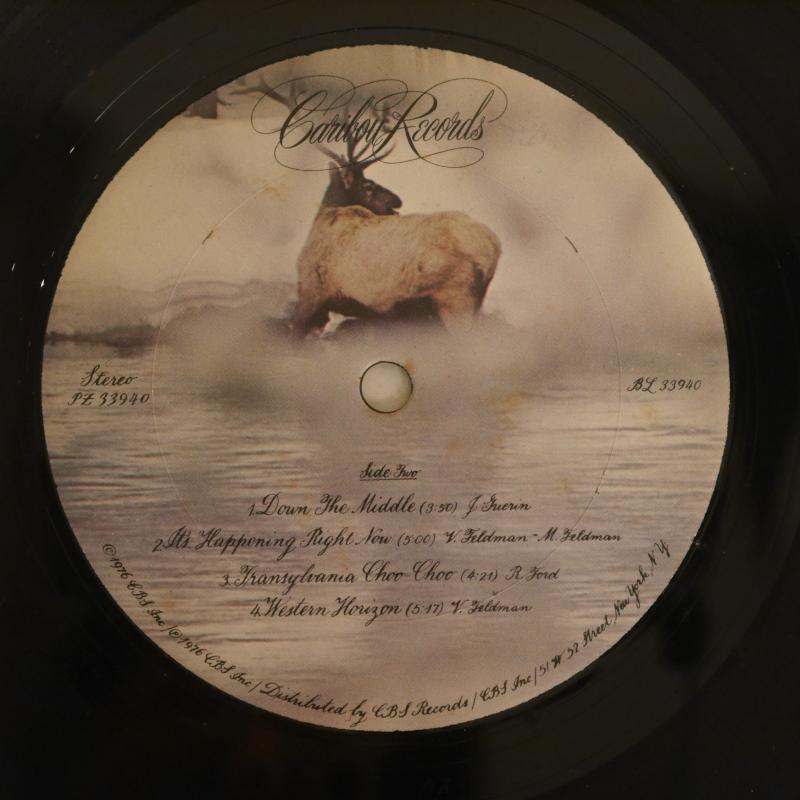 Caribou Records
Stereo
PZ 33940
BL 33940
Side Two
1. Down The Middle (3:50) J. Guerin
2. It's Happening Right Now (5:00) V. Feldman - M. Feldman
3. Transylvania Choo Choo (4:21) R. Ford
4. Western Horizon (5:17) V. Feldman
©1976 CBS Inc / ℗1976 CBS Inc / Distributed by CBS Records / CBS Inc / 51 W. 52 Street New York N.Y.